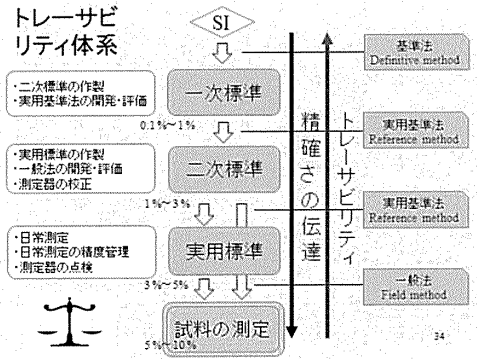 トレーサビ
リティ体系
SI
基準法
Definitive method
・二次標準の作製
・実用基準法の開発・評価
一次標準
0.1%~1%
実用基準法
Reference method
・実用標準の作製
・一般法の開発・評価
・測定器の校正
二次標準
1%~3%
精確さの伝達
トレーサビリティ
実用基準法
Reference method
・日常測定
・日常測定の精度管理
・測定器の点検
実用標準
3%~5%
一般法
Field method
試料の測定
5%~10%
34